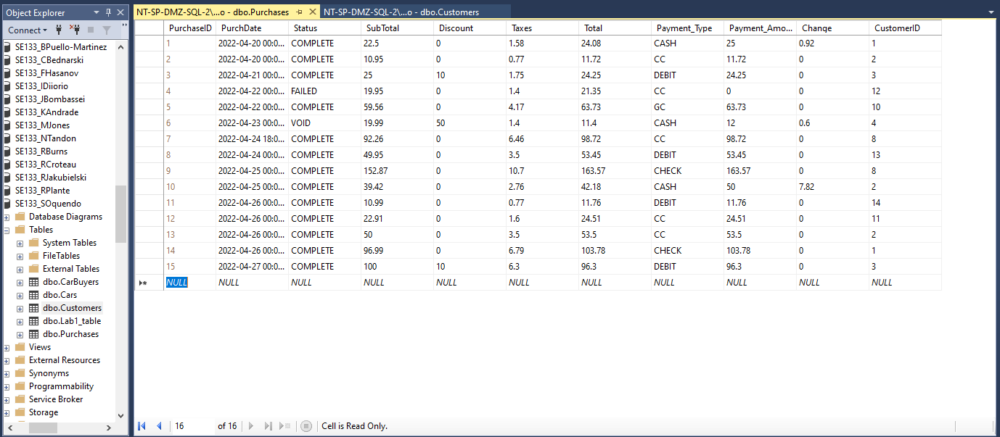 Object Explorer
Connect
SE133_BPuello-Martinez
SE133_CBednarski
SE133_FHasanov
SE133_IDiiorio
SE133_JBombassei
SE133_KAndrade
SE133_MJones
SE133_NTandon
SE133_RBurns
SE133_RCroteau
SE133_RJakubielski
SE133_RPlante
SE133_SOquendo
Database Diagrams
Tables
System Tables
FileTables
External Tables
dbo.CarBuyers
dbo.Cars
dbo.Customers
dbo.Lab1_table
dbo.Purchases
Views
External Resources
Synonyms
Programmability
Service Broker
Storage
NT-SP-DMZ-SQL-2\...o - dbo.Purchases NT-SP-DMZ-SQL-2\...o - dbo.Customers
PurchaseID PurchDate Status SubTotal Discount Taxes Total Payment_Type Payment_Amo... Change CustomerID
1 2022-04-20 00:0... COMPLETE 22.5 0 1.58 24.08 CASH 25 0.92 1
2 2022-04-20 00:0... COMPLETE 10.95 0 0.77 11.72 CC 11.72 0 2
3 2022-04-21 00:0... COMPLETE 25 10 1.75 24.25 DEBIT 24.25 0 3
4 2022-04-22 00:0... FAILED 19.95 0 1.4 21.35 CC 0 0 12
5 2022-04-22 00:0... COMPLETE 59.56 0 4.17 63.73 GC 63.73 0 10
6 2022-04-23 00:0... VOID 19.99 50 1.4 11.4 CASH 12 0.6 4
7 2022-04-24 18:0... COMPLETE 92.26 0 6.46 98.72 CC 98.72 0 8
8 2022-04-24 00:0... COMPLETE 49.95 0 3.5 53.45 DEBIT 53.45 0 13
9 2022-04-25 00:0... COMPLETE 152.87 0 10.7 163.57 CHECK 163.57 0 8
10 2022-04-25 00:0... COMPLETE 39.42 0 2.76 42.18 CASH 50 7.82 2
11 2022-04-26 00:0... COMPLETE 10.99 0 0.77 11.76 DEBIT 11.76 0 14
12 2022-04-26 00:0... COMPLETE 22.91 0 1.6 24.51 CC 24.51 0 11
13 2022-04-26 00:0... COMPLETE 50 0 3.5 53.5 CC 53.5 0 2
14 2022-04-26 00:0... COMPLETE 96.99 0 6.79 103.78 CHECK 103.78 0 1
15 2022-04-27 00:0... COMPLETE 100 10 6.3 96.3 DEBIT 96.3 0 3
NULL NULL NULL NULL NULL NULL NULL NULL NULL NULL NULL
16 of 16 Cell is Read Only.